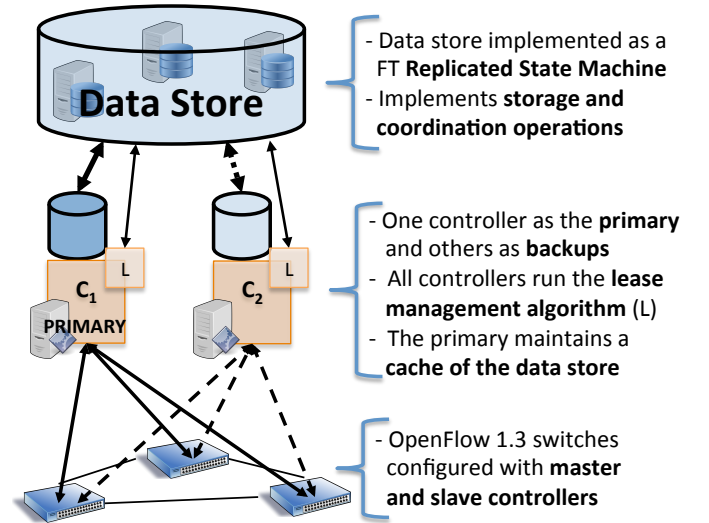 Data Store
- Data store implemented as a
FT Replicated State Machine
- Implements storage and
coordination operations
L
C1
PRIMARY
L
C2
- One controller as the primary
and others as backups
- All controllers run the lease
management algorithm (L)
- The primary maintains a
cache of the data store
- OpenFlow 1.3 switches
configured with master
and slave controllers